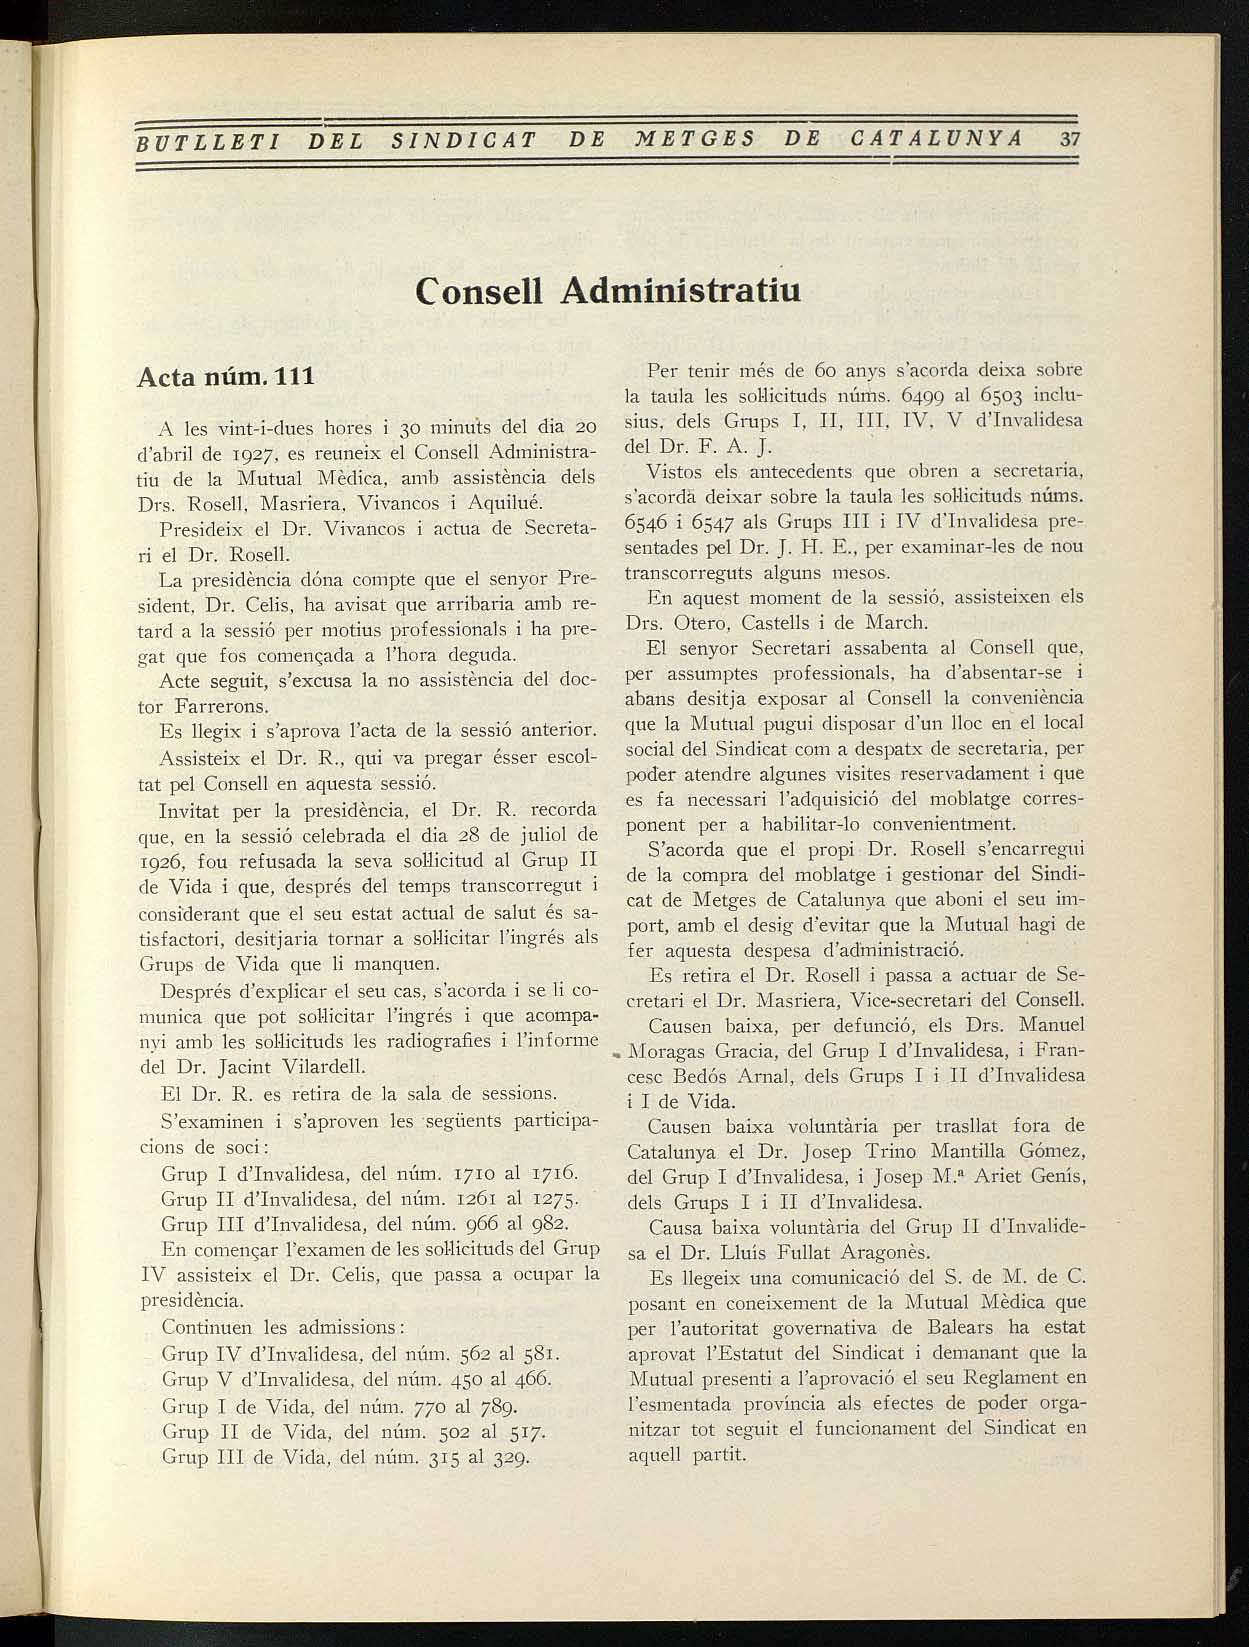 BUTLLETI DEL SINDICAT DE METGES DE CATALUNYA 37
Consell Administratiu
Acta núm. 111
A les vint-i-dues hores i 30 minuts del dia 20
d'abril de 1927, es reuneix el Consell Administra-
tiu de la Mutual Mèdica, amb assistència dels
Drs. Rosell, Masriera, Vivancos i Aquilué.
Presideix el Dr. Vivancos i actua de Secreta-
ri el Dr. Rosell.
La presidència dóna compte que el senyor Pre-
sident, Dr. Celis, ha avisat que arribaria amb re-
tard a la sessió per motius professionals i ha pre-
gat que fos començada a l'hora deguda.
Acte seguit, s'excusa la no assistència del doc-
tor Farrerons.
Es llegix i s'aprova l'acta de la sessió anterior.
Assisteix el Dr. R., qui va pregar ésser escol-
tat pel Consell en aquesta sessió.
Invitat per la presidència, el Dr. R. recorda
que, en la sessió celebrada el dia 28 de juliol de
1926, fou refusada la seva sol·licitud al Grup II
de Vida i que, després del temps transcorregut i
considerant que el seu estat actual de salut és sa-
tisfactori, desitjaria tornar a sol·licitar l'ingrés als
Grups de Vida que li manquen.
Després d'explicar el seu cas, s'acorda i se li co-
munica que pot sol·licitar l'ingrés i que acompa-
nyi amb les sol·licituds les radiografies i l'informe
del Dr. Jacint Vilardell.
El Dr. R. es retira de la sala de sessions.
S'examinen i s'aproven les següents participa-
cions de soci:
Grup I d'Invalidesa, del núm. 1710 al 1716.
Grup II d'Invalidesa, del núm. 1261 al 1275.
Grup III d'Invalidesa, del núm. 966 al 982.
En començar l'examen de les sol·licituds del Grup
IV assisteix el Dr. Celis, que passa a ocupar la
presidència.
Continuen les admissions:
Grup IV d'Invalidesa, del núm. 562 al 581.
Grup V d'Invalidesa, del núm. 450 al 466.
Grup I de Vida, del núm. 770 al 789.
Grup II de Vida, del núm. 502 al 517.
Grup III de Vida, del núm. 315 al 329.
Per tenir més de 60 anys s'acorda deixa sobre
la taula les sol·licituds núms. 6499 al 6503 inclu-
sius, dels Grups I, II, III, IV, V d'Invalidesa
del Dr. F. A. J.
Vistos els antecedents que obren a secretaria,
s'acordà deixar sobre la taula les sol·licituds núms.
6546 i 6547 als Grups III i IV d'Invalidesa pre-
sentades pel Dr. J. H. E., per examinar-les de nou
transcorreguts alguns mesos.
En aquest moment de la sessió, assisteixen els
Drs. Otero, Castells i de March.
El senyor Secretari assabenta al Consell que,
per assumptes professionals, ha d'absentar-se i
abans desitja exposar al Consell la conveniència
que la Mutual pugui disposar d'un lloc en el local
social del Sindicat com a despatx de secretaria, per
poder atendre algunes visites reservadament i que
es fa necessari l'adquisició del moblatge corres-
ponent per a habilitar-lo convenientment.
S'acorda que el propi Dr. Rosell s'encarregui
de la compra del moblatge i gestionar del Sindi-
cat de Metges de Catalunya que aboni el seu im-
port, amb el desig d'evitar que la Mutual hagi de
fer aquesta despesa d'administració.
Es retira el Dr. Rosell i passa a actuar de Se-
cretari el Dr. Masriera, Vice-secretari del Consell.
Causen baixa, per defunció, els Drs. Manuel
Moragas Gracia, del Grup I d'Invalidesa, i Fran-
cesc Bedós Arnal, dels Grups I i II d'Invalidesa
i I de Vida.
Causen baixa voluntària per trasllat fora de
Catalunya el Dr. Josep Trino Mantilla Gómez,
del Grup I d'Invalidesa, i Josep M.ª Ariet Genís,
dels Grups I i II d'Invalidesa.
Causa baixa voluntària del Grup II d'Invalide-
sa el Dr. Lluís Fullat Aragonès.
Es llegeix una comunicació del S. de M. de C.
posant en coneixement de la Mutual Mèdica que
per l'autoritat governativa de Balears ha estat
aprovat l'Estatut del Sindicat i demanant que la
Mutual presenti a l'aprovació el seu Reglament en
l'esmentada província als efectes de poder orga-
nitzar tot seguit el funcionament del Sindicat en
aquell partit.